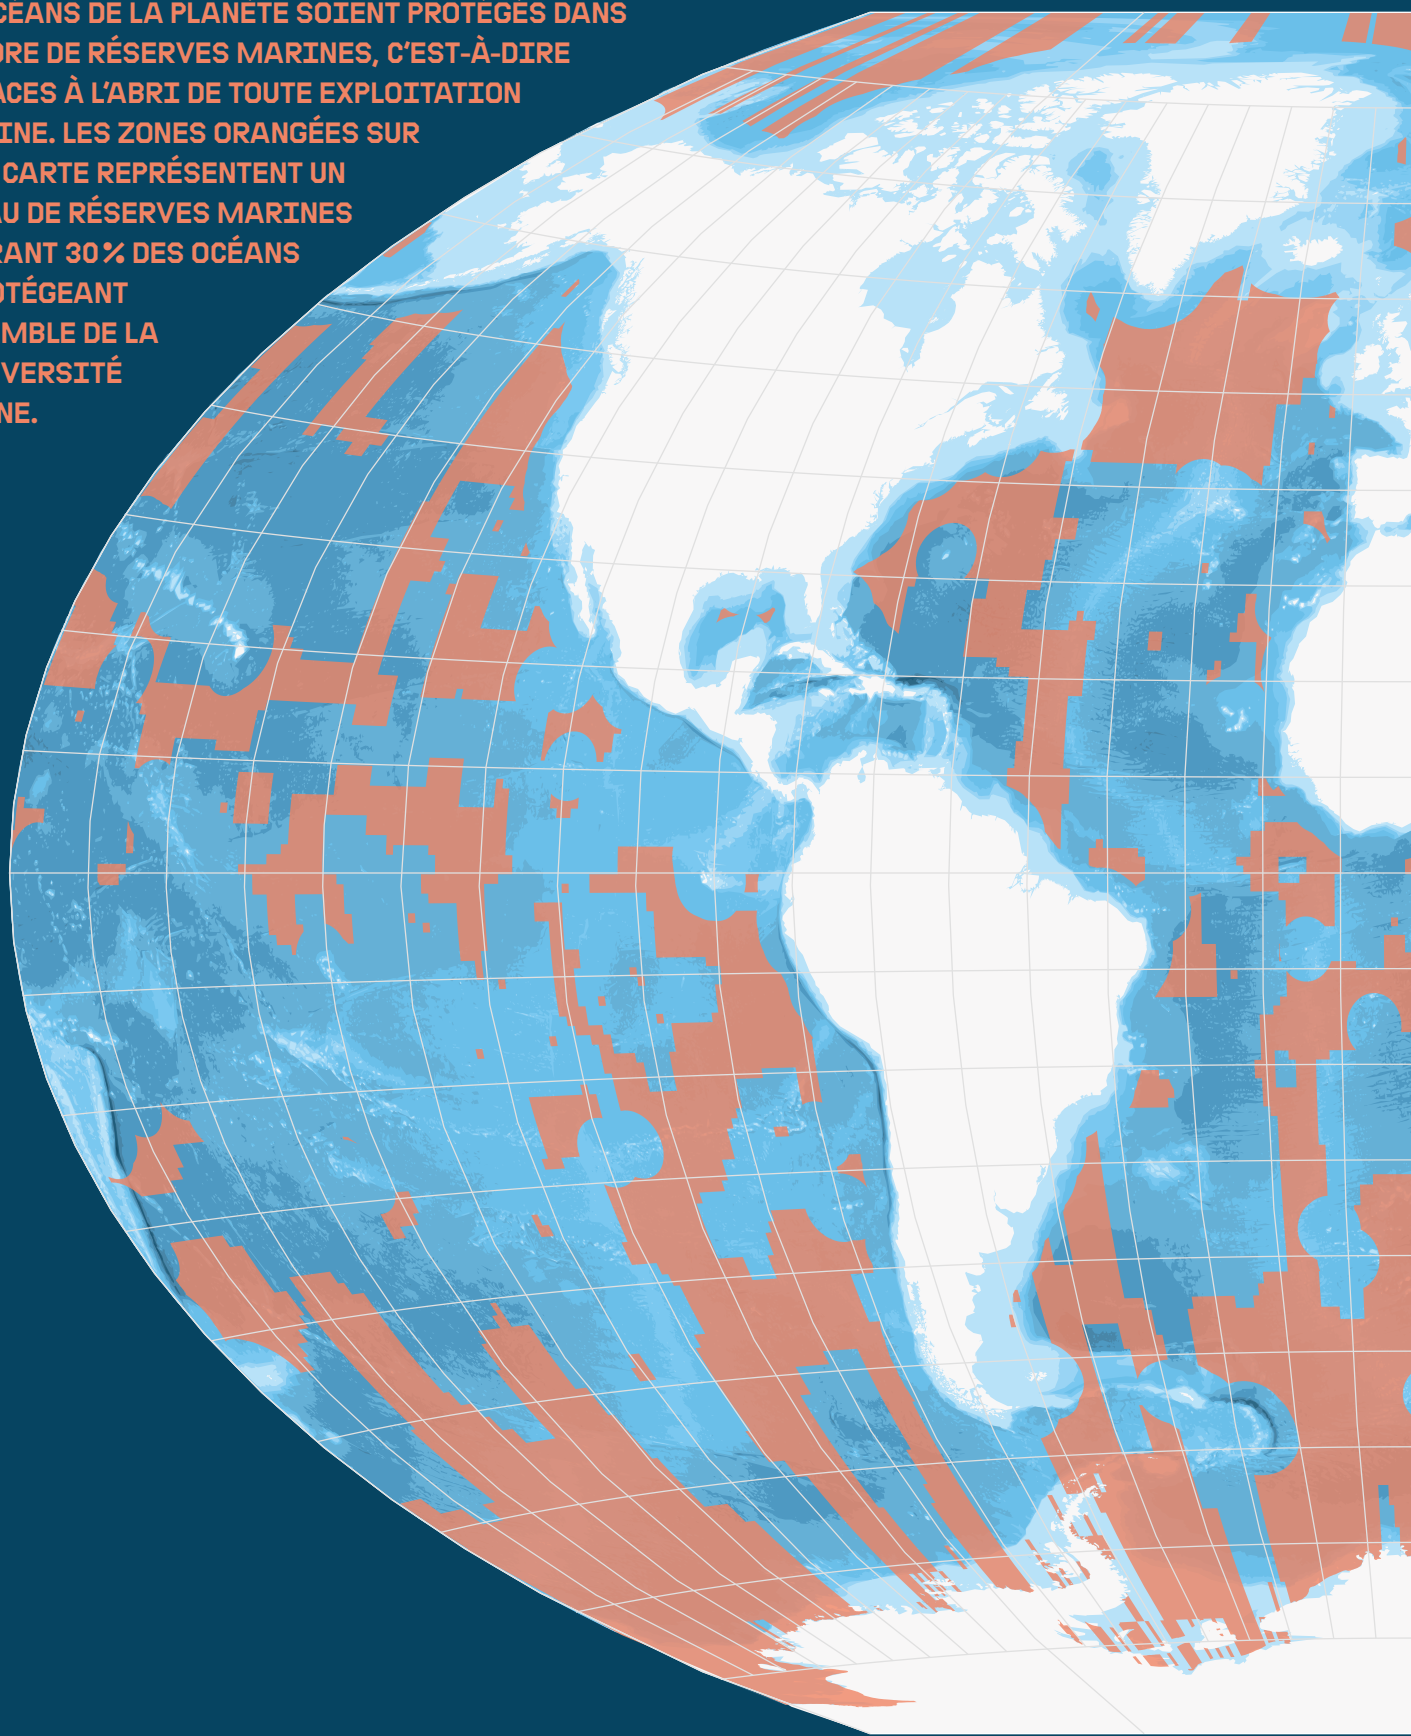 CÉANS DE LA PLANÈTE SOIENT PROTÉGÉS DANS
DRE DE RÉSERVES MARINES, C'EST-À-DIRE
ACES À L'ABRI DE TOUTE EXPLOITATION
INE. LES ZONES ORANGÉES SUR
CARTE REPRÉSENTENT UN
AU DE RÉSERVES MARINES
RANT 30% DES OCÉANS
OTÉGEANT
MBLE DE LA
VERSITÉ
NE.